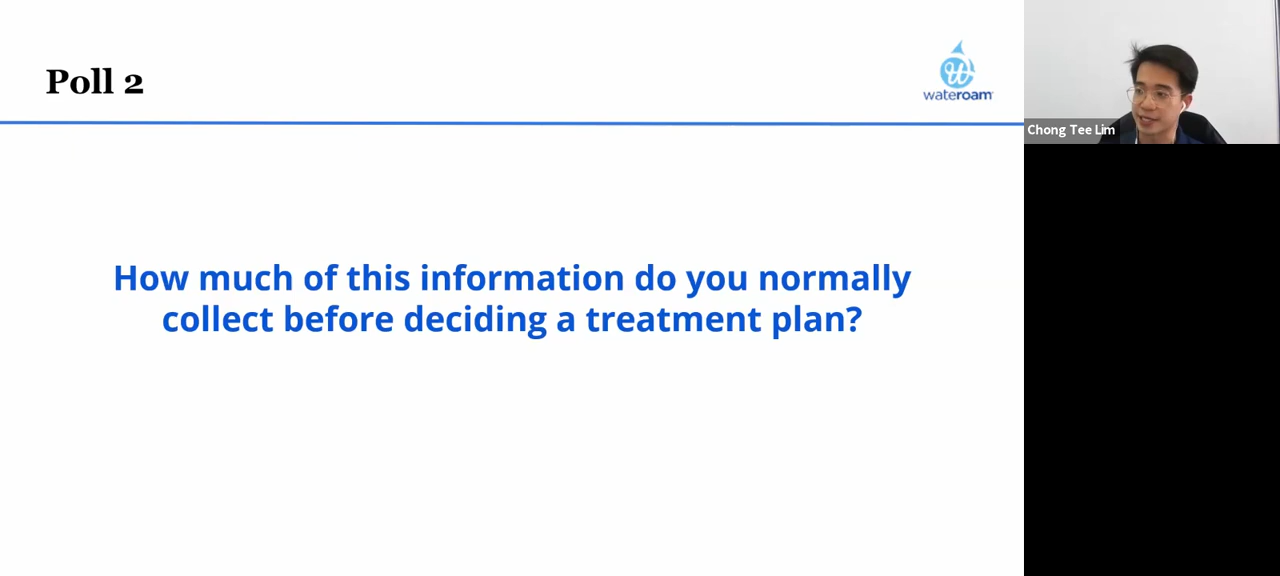 Poll 2
wateroam
Chong Tee Lim
How much of this information do you normally
collect before deciding a treatment plan?